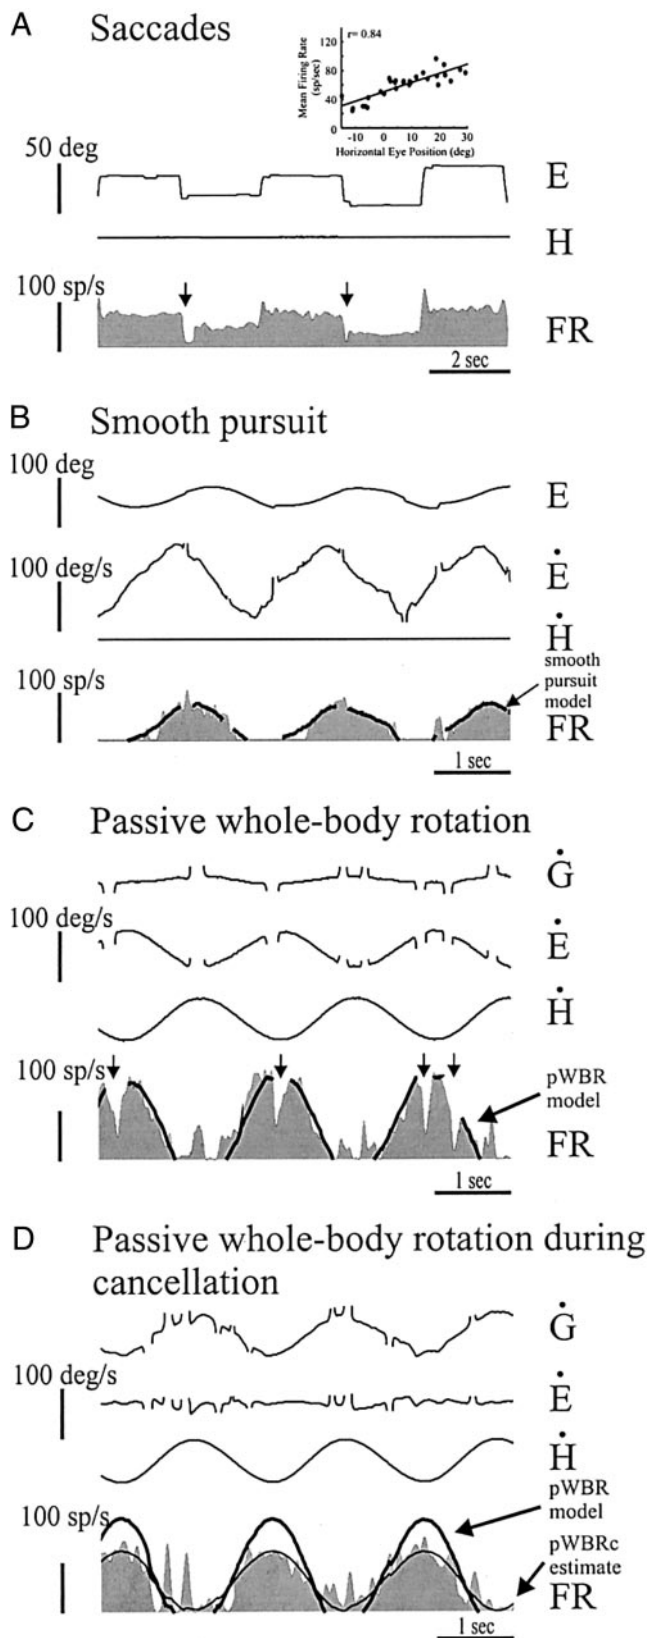 A Saccades
r= 0.84
120
80
40
0
Mean Firing Rate
(sp/sec)
-10 0 10 20 30
Horizontal Eye Position (deg)
50 deg
E
H
100 sp/s
FR
2 sec
B Smooth pursuit
100 deg
E
100 deg/s
Ė
Ḣ
smooth
pursuit
model
100 sp/s
FR
1 sec
C Passive whole-body rotation
Ġ
100 deg/s
Ė
Ḣ
100 sp/s
pWBR
model
FR
1 sec
D Passive whole-body rotation during
cancellation
Ġ
100 deg/s
Ė
Ḣ
pWBR
model
100 sp/s
pWBRc
estimate
FR
1 sec